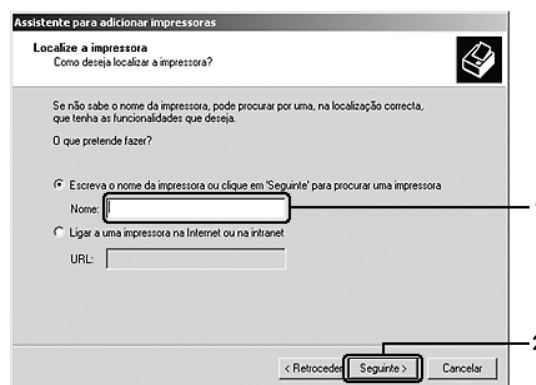 Assistente para adicionar impressoras
Localize a impressora
Como deseja localizar a impressora?
Se não sabe o nome da impressora, pode procurar por uma, na localização correcta,
que tenha as funcionalidades que deseja.
O que pretende fazer?
Escreva o nome da impressora ou clique em 'Seguinte' para procurar uma impressora
Nome:
Ligar a uma impressora na Internet ou na intranet
URL:
2
< Retroceder Seguinte > Cancelar